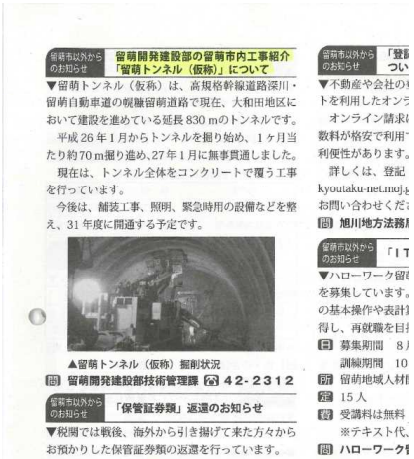 留萌市以外から
のお知らせ
留萌開発建設部の留萌市内工事紹介
「留萌トンネル（仮称）」について
▼留萌トンネル（仮称）は、高規格幹線道路深川・
留萌自動車道の幌糠留萌道路で現在、大和田地区に
おいて建設を進めている延長 830 mのトンネルです。
平成 26 年 1 月からトンネルを掘り始め、1 ヶ月当
たり約 70 m掘り進め、27 年 1 月に無事貫通しました。
現在は、トンネル全体をコンクリートで覆う工事
を行っています。
今後は、舗装工事、照明、緊急時用の設備などを整
え、31 年度に開通する予定です。
▲留萌トンネル（仮称）掘削状況
問 留萌開発建設部技術管理課 ☎ 42-2312
留萌市以外から
のお知らせ
「保管証券類」返還のお知らせ
▼税関では戦後、海外から引き揚げて来た方々から
お預かりした保管証券類の返還を行っています。
留萌市以外から
のお知らせ
「登
つい
▼不動産や会社の
トを利用したオン
オンライン請求
数料が格安で利用
利便性があります。
詳しくは、登記
kyoutaku-net.moj.g
お問い合わせくだ
問 旭川地方法務
留萌市以外から
のお知らせ
「IT
▼ハローワーク留
を募集しています。
の基本操作や表計
得し、再就職を目
日 募集期間 8
訓練期間 10
所 留萌地域人材
定 15 人
費 受講料は無料
※テキスト代、
問 ハローワーク